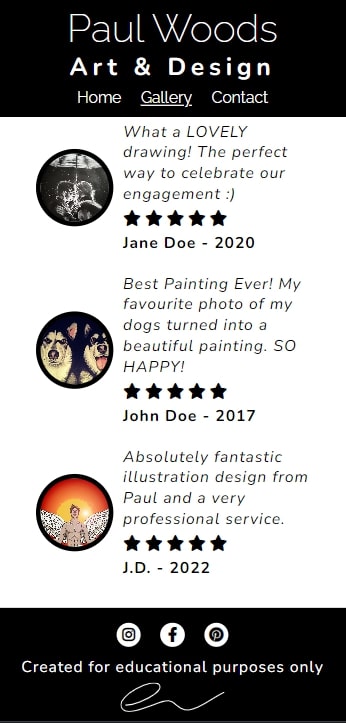 Paul Woods
Art & Design
Home Gallery Contact
What a LOVELY
drawing! The perfect
way to celebrate our
engagement :)
Jane Doe - 2020
Best Painting Ever! My
favourite photo of my
dogs turned into a
beautiful painting. SO
HAPPY!
John Doe - 2017
Absolutely fantastic
illustration design from
Paul and a very
professional service.
J.D. - 2022
Created for educational purposes only